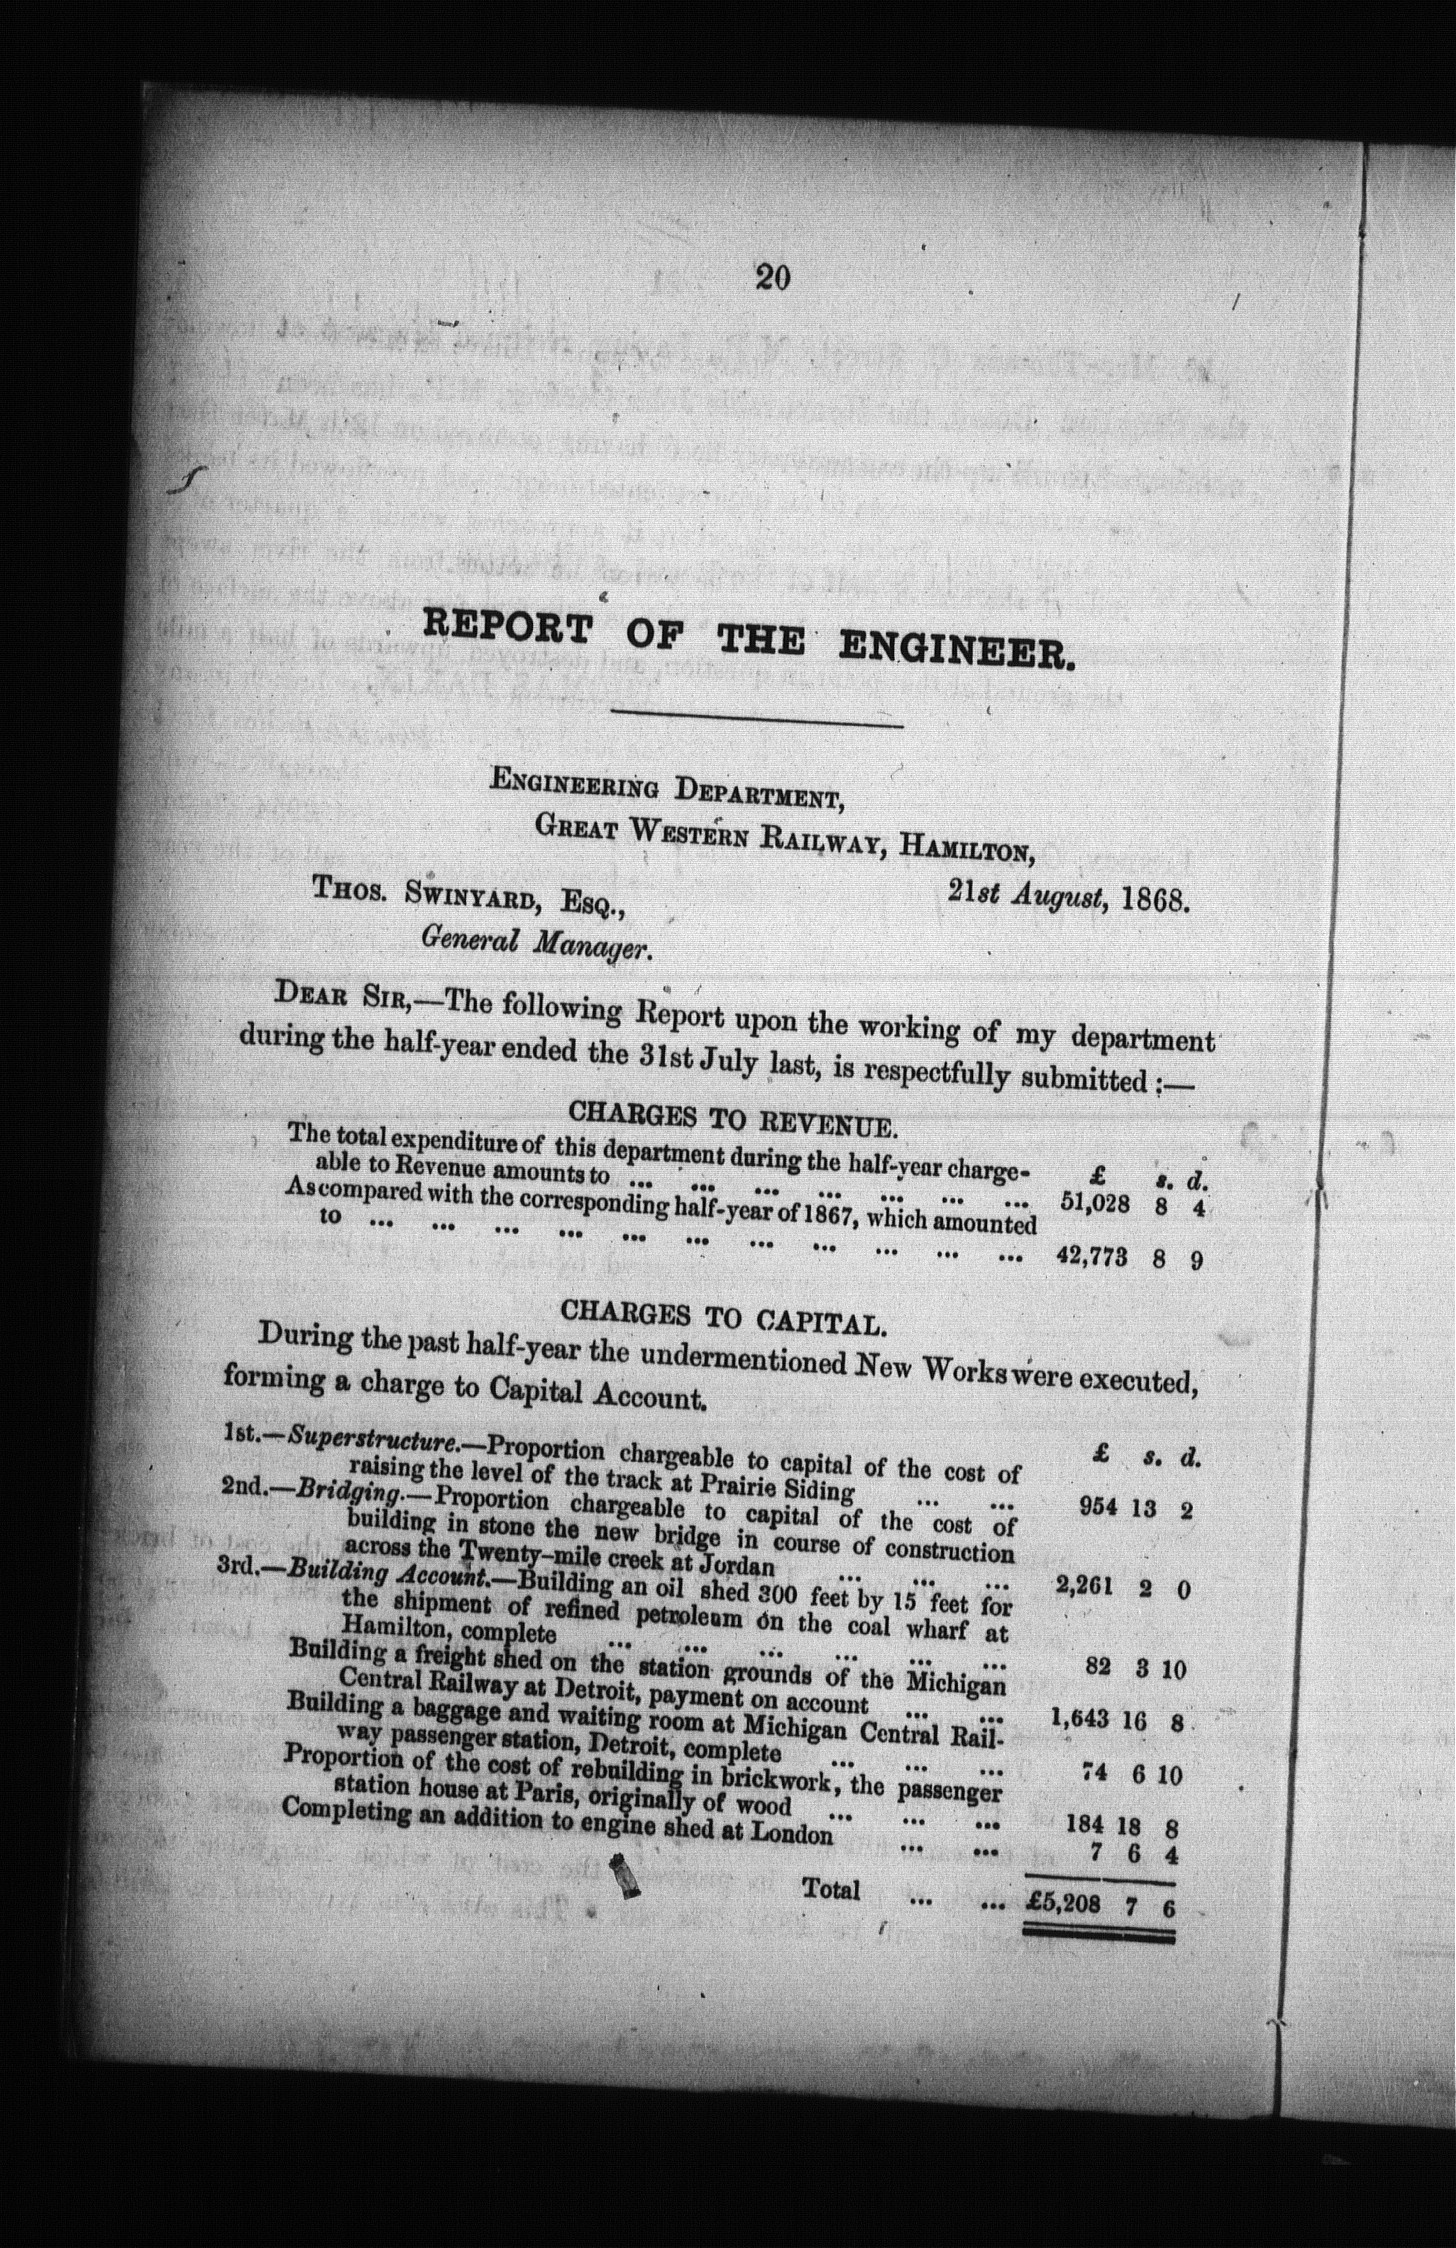 20
REPORT OF THE ENGINEER.
ENGINEERING DEPARTMENT,
GREAT WESTERN RAILWAY, HAMILTON,
21st August, 1868.
THOS. SWINYARD, ESQ.,
General Manager.
DEAR SIR,—The following Report upon the working of my department
during the half-year ended the 31st July last, is respectfully submitted :—
CHARGES TO REVENUE.
The total expenditure of this department during the half-year charge- £ s. d.
able to Revenue amounts to ... ... ... ... ... ... ... 51,028 8 4
As compared with the corresponding half-year of 1867, which amounted
to ... ... ... ... ... ... ... ... ... ... ... 42,773 8 9
CHARGES TO CAPITAL.
During the past half-year the undermentioned New Works were executed,
forming a charge to Capital Account.
1st.—Superstructure.—Proportion chargeable to capital of the cost of £ s. d.
raising the level of the track at Prairie Siding ... ... 954 13 2
2nd.—Bridging.—Proportion chargeable to capital of the cost of
building in stone the new bridge in course of construction
across the Twenty-mile creek at Jordan ... ... ... 2,261 2 0
3rd.—Building Account.—Building an oil shed 300 feet by 15 feet for
the shipment of refined petroleum on the coal wharf at
Hamilton, complete ... ... ... ... ... ... 82 3 10
Building a freight shed on the station grounds of the Michigan
Central Railway at Detroit, payment on account ... ... 1,643 16 8
Building a baggage and waiting room at Michigan Central Rail-
way passenger station, Detroit, complete ... ... ... 74 6 10
Proportion of the cost of rebuilding in brickwork, the passenger
station house at Paris, originally of wood ... ... ... 184 18 8
Completing an addition to engine shed at London ... ... 7 6 4
Total ... ... £5,208 7 6